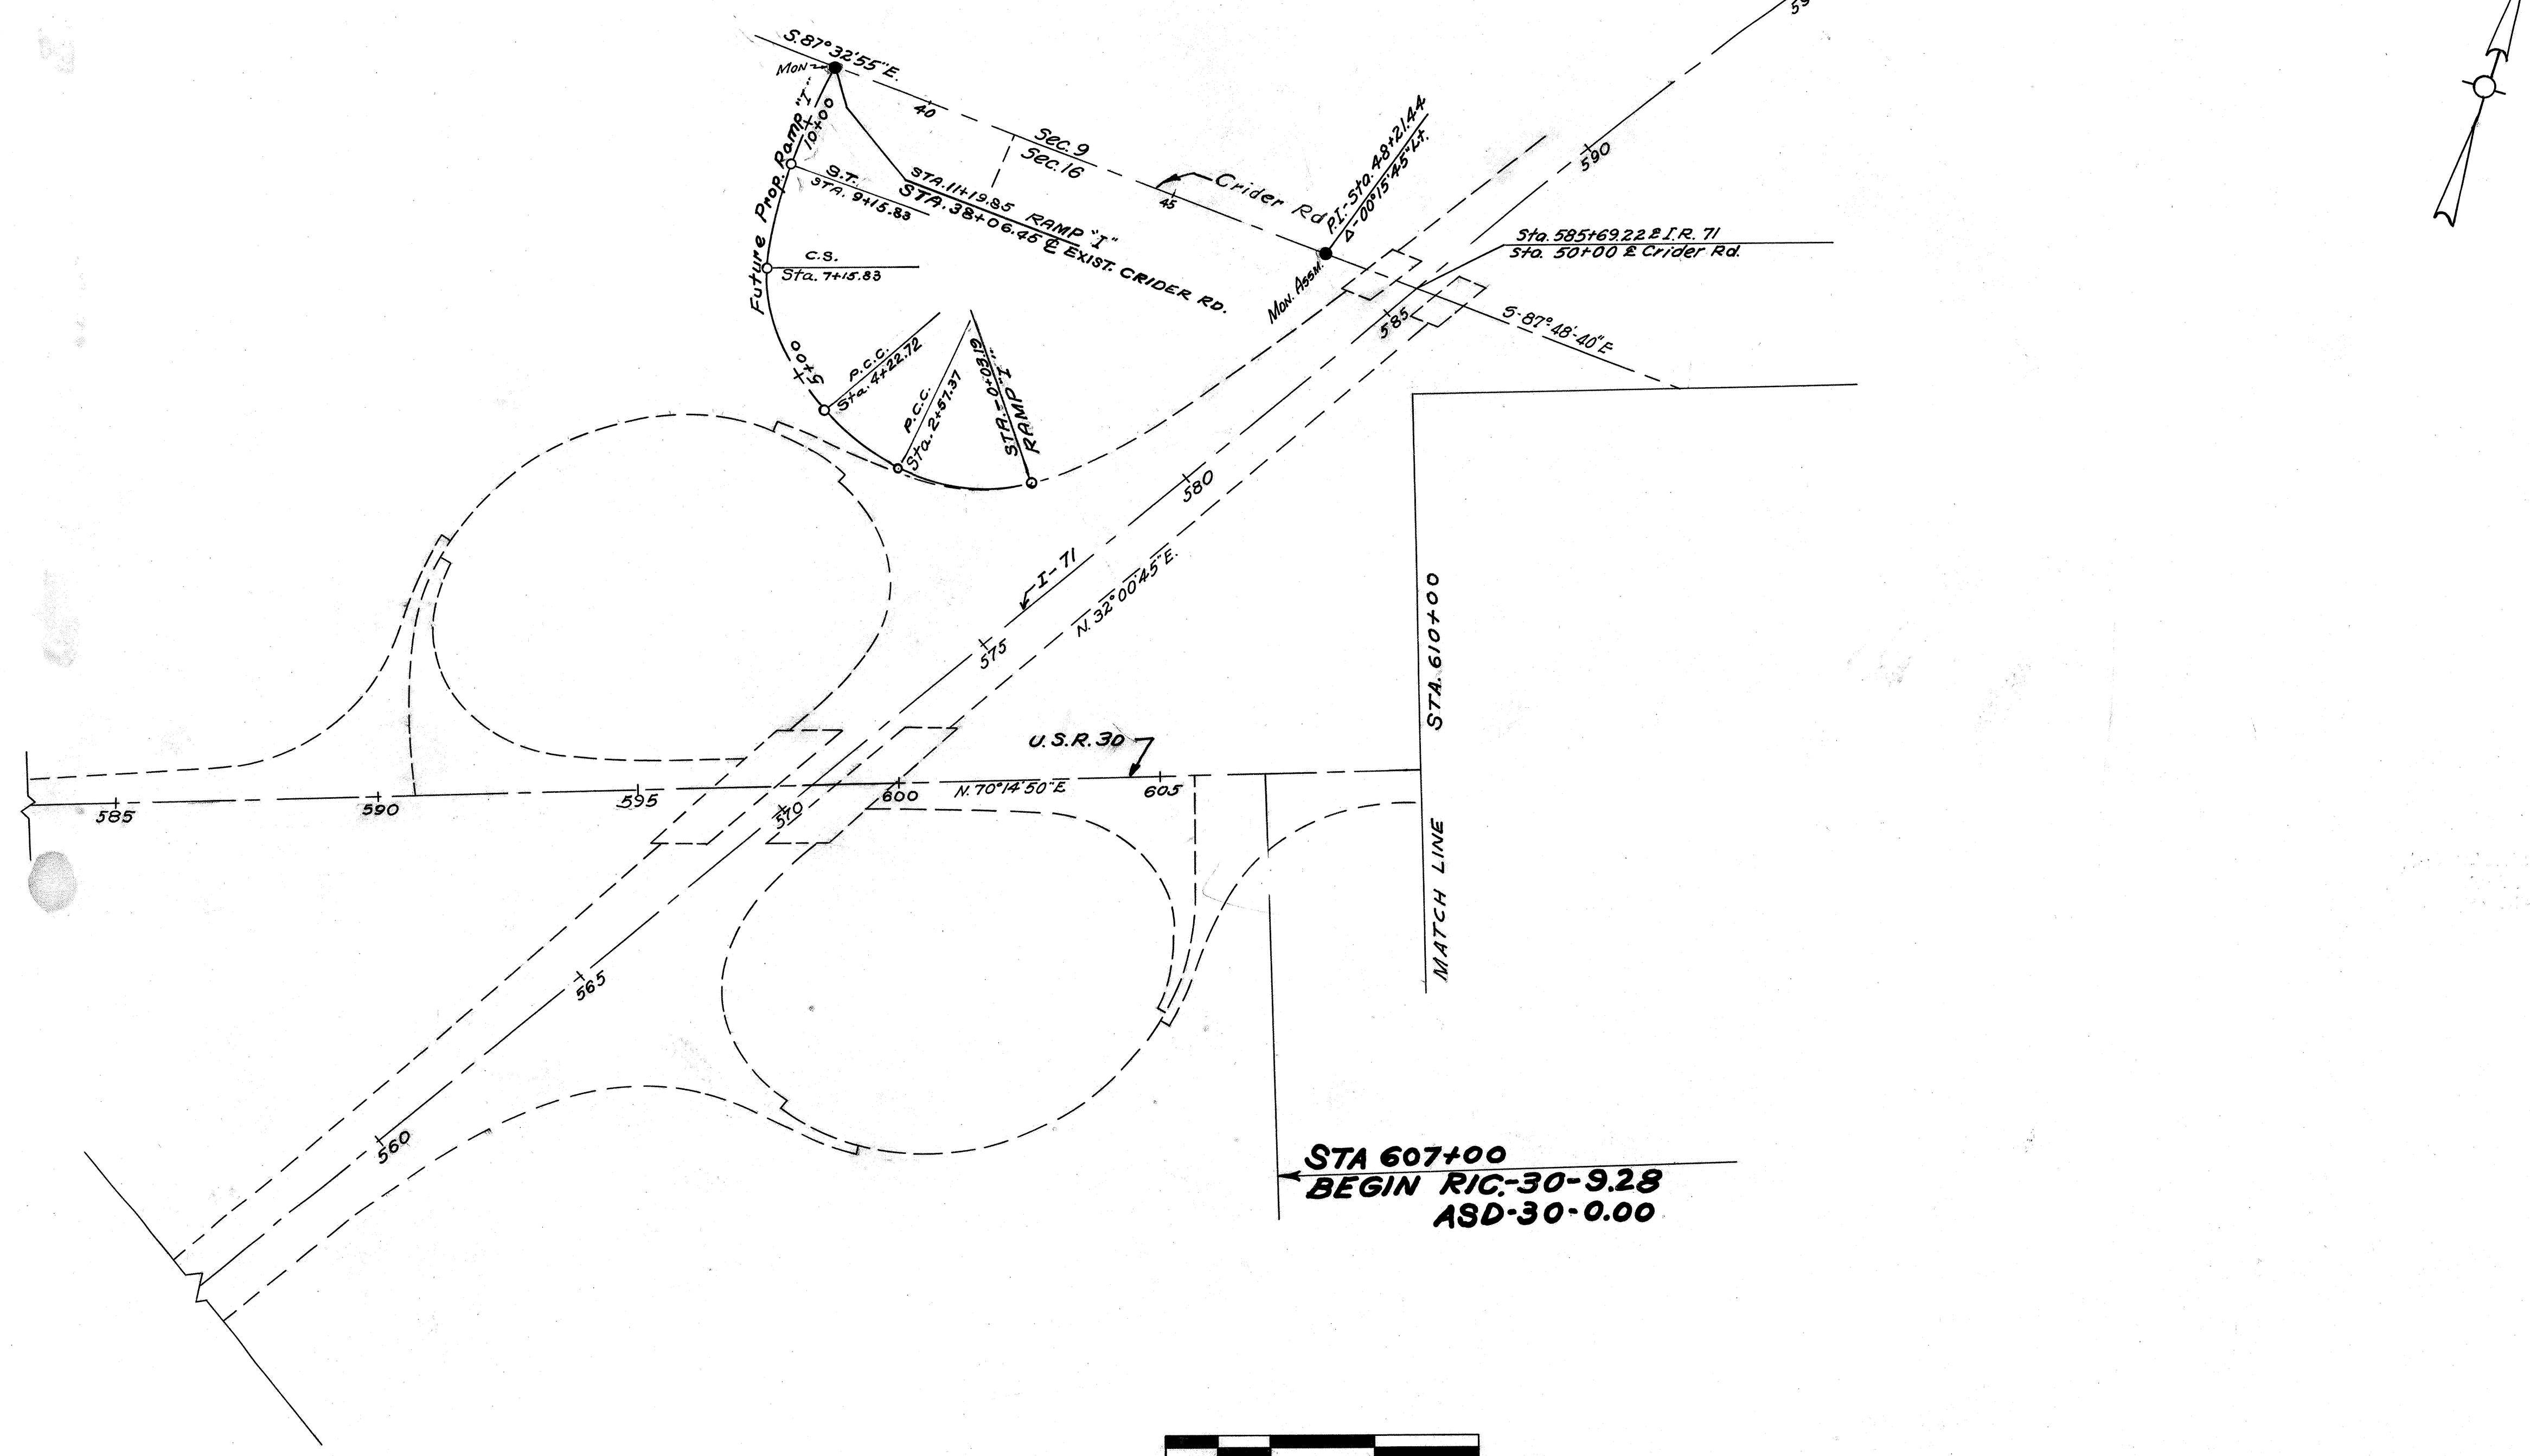 S. 87° 32' 55" E.
MON
40
Sec. 9
Sec. 16
Crider Rd.
45
P.I.-Sta. 48+21.44
Δ-00°15'45" Lt.
MON. ASSM.
590
Sta. 585+69.22 ℄ I.R. 71
Sta. 50+00 ℄ Crider Rd.
585
S-87°-48'-40" E
Future Prop. Ramp "I"
10+00
S.T.
STA. 9+15.83
STA. 11+19.85 RAMP "I"
STA. 38+06.45 ℄ EXIST. CRIDER RD.
C.S.
Sta. 7+15.83
5+00
P.C.C.
Sta. 4+22.72
P.C.C.
Sta. 2+57.37
STA. = 0+03.19
RAMP "I"
580
I-71
N. 32° 00' 45" E.
575
STA. 610+00
MATCH LINE
U.S.R. 30
585
590
595
570
600
N. 70° 14' 50" E
605
565
560
STA 607+00
BEGIN RIC.-30-9.28
ASD-30-0.00